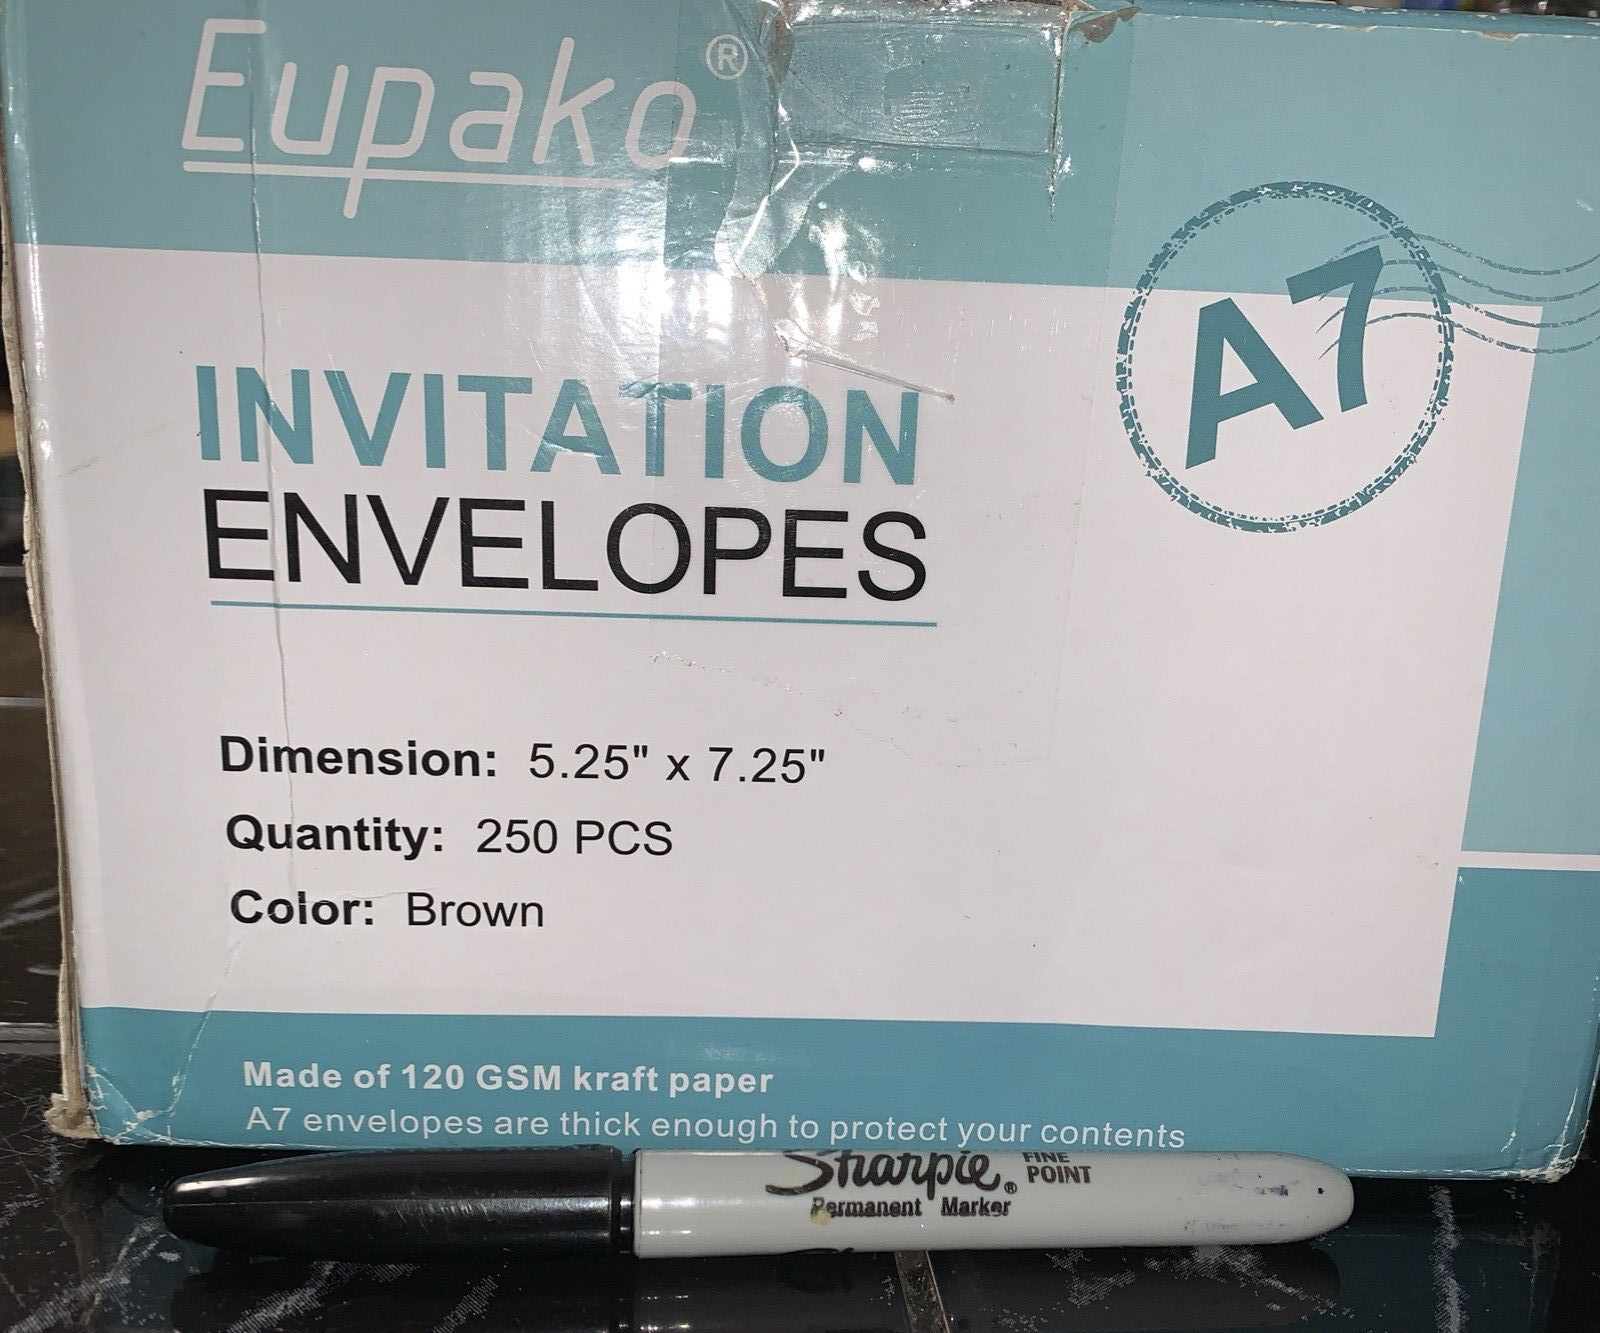 Eupako®
A7
INVITATION
ENVELOPES
Dimension: 5.25" x 7.25"
Quantity: 250 PCS
Color: Brown
Made of 120 GSM kraft paper
A7 envelopes are thick enough to protect your contents
Sharpie® FINE POINT
Permanent Marker